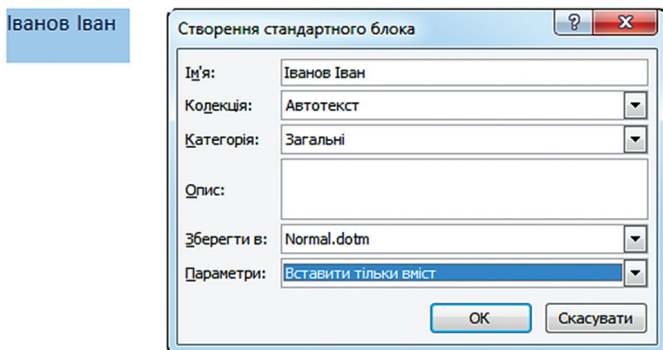 Іванов Іван
Створення стандартного блока
Ім'я: Іванов Іван
Колекція: Автотекст
Категорія: Загальні
Опис:
Зберегти в: Normal.dotm
Параметри: Вставити тільки вміст
ОК Скасувати